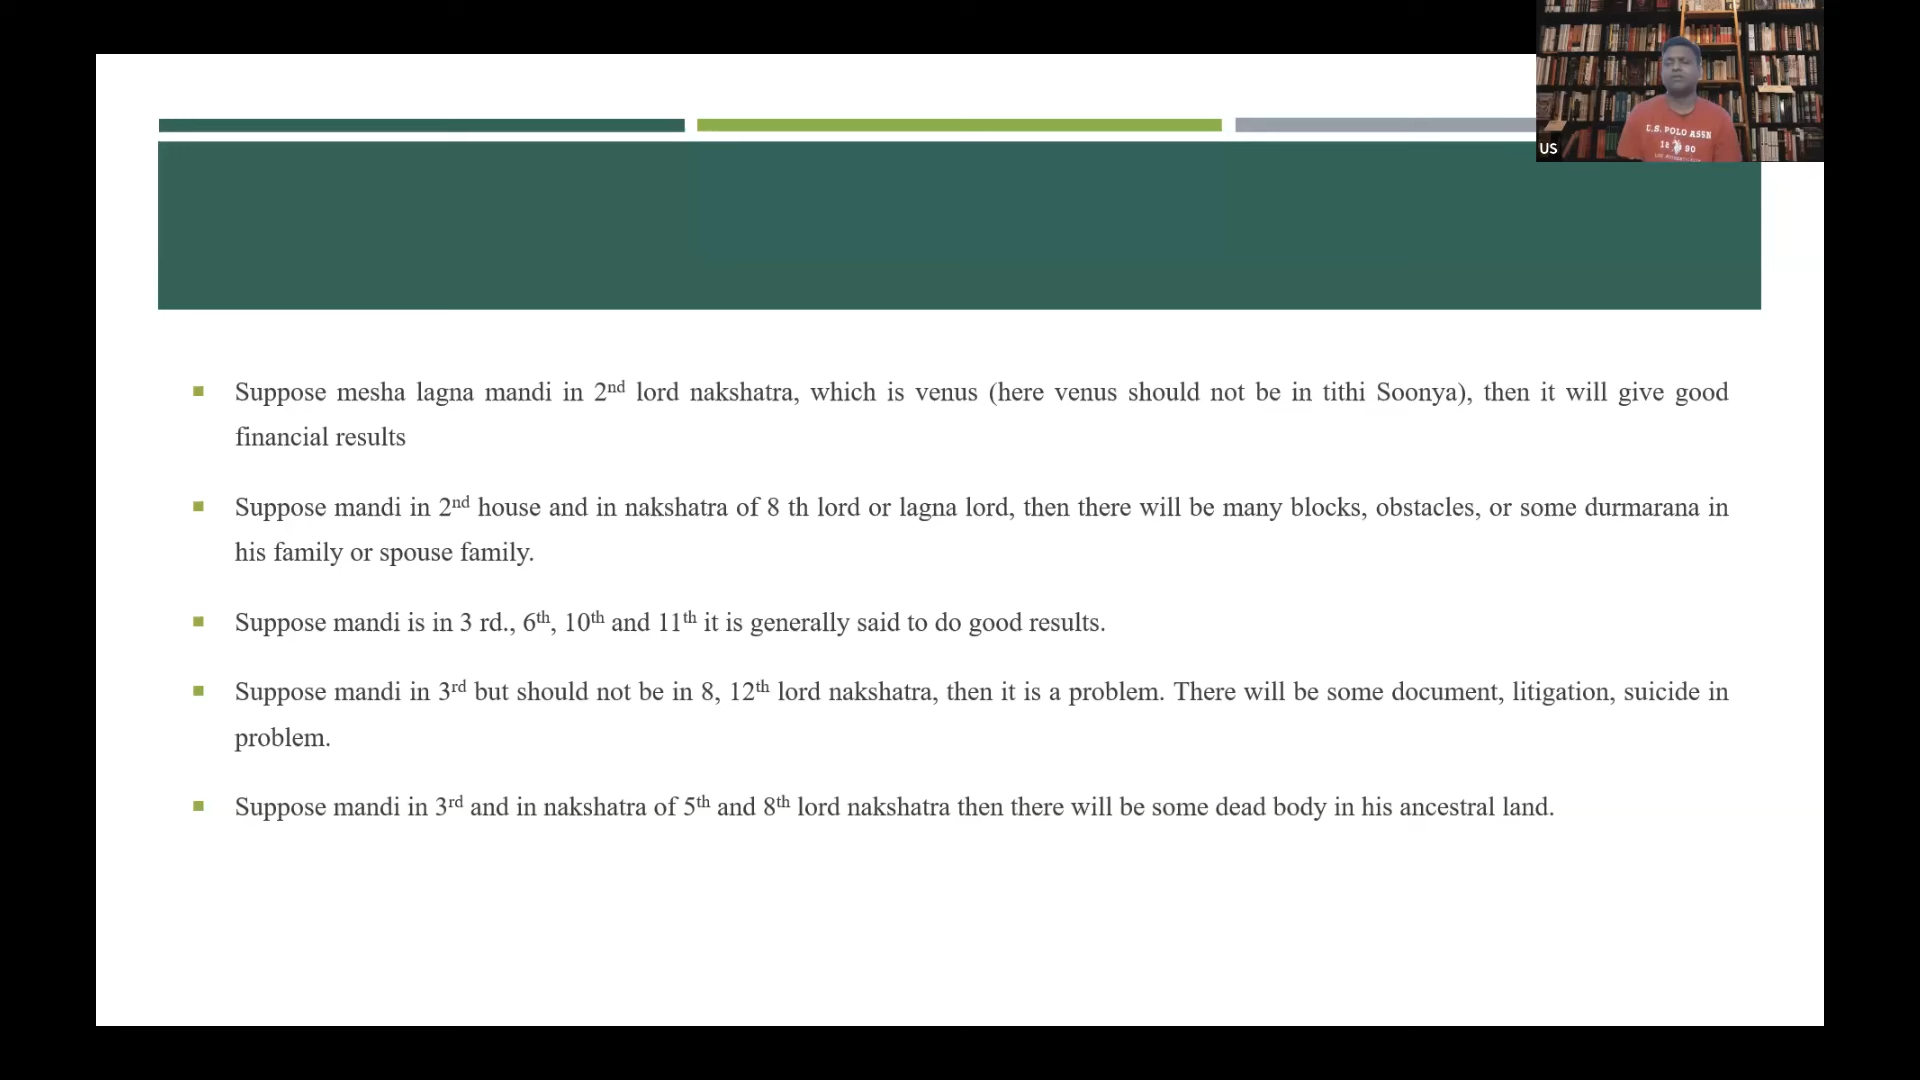 U.S. POLO ASSN
18 90
US
Suppose mesha lagna mandi in 2nd lord nakshatra, which is venus (here venus should not be in tithi Soonya), then it will give good
financial results
Suppose mandi in 2nd house and in nakshatra of 8 th lord or lagna lord, then there will be many blocks, obstacles, or some durmarana in
his family or spouse family.
Suppose mandi is in 3 rd., 6th, 10th and 11th it is generally said to do good results.
Suppose mandi in 3rd but should not be in 8, 12th lord nakshatra, then it is a problem. There will be some document, litigation, suicide in
problem.
Suppose mandi in 3rd and in nakshatra of 5th and 8th lord nakshatra then there will be some dead body in his ancestral land.